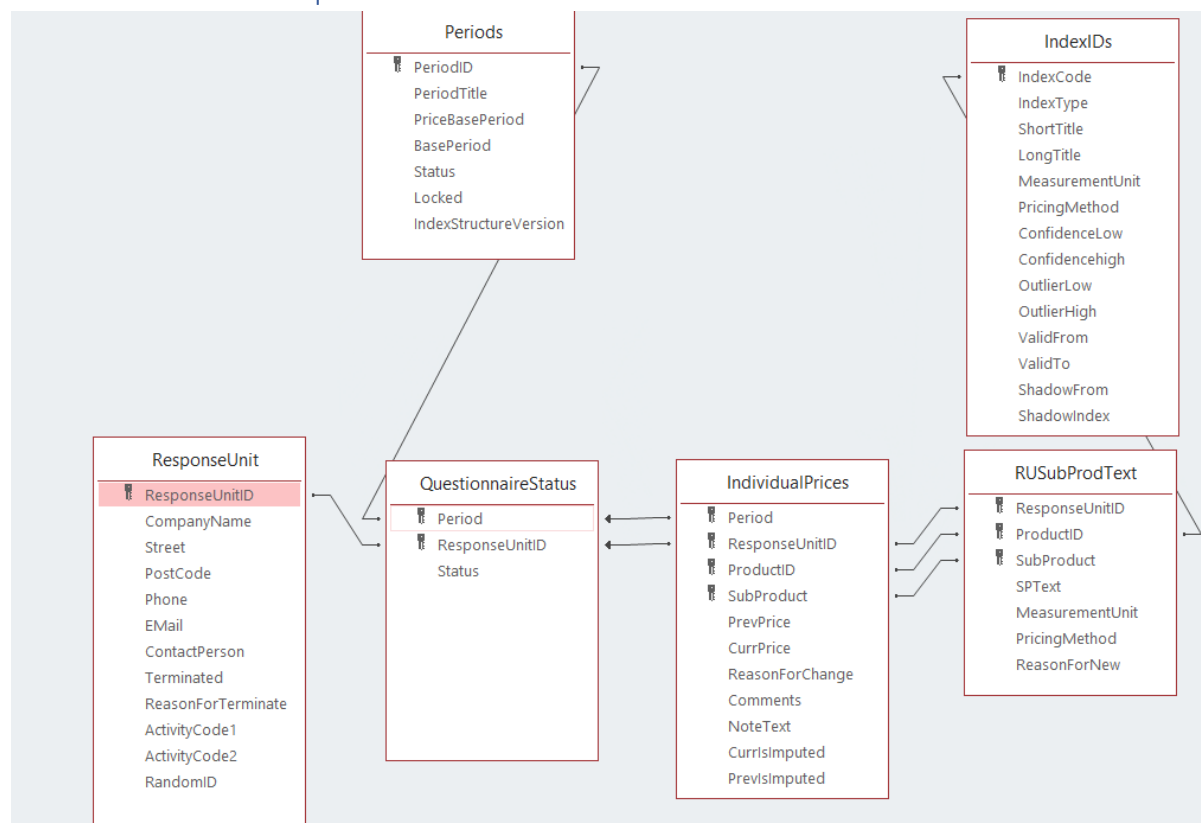 Periods
PeriodID
PeriodTitle
PriceBasePeriod
BasePeriod
Status
Locked
IndexStructureVersion
IndexIDs
IndexCode
IndexType
ShortTitle
LongTitle
MeasurementUnit
PricingMethod
ConfidenceLow
Confidencehigh
OutlierLow
OutlierHigh
ValidFrom
ValidTo
ShadowFrom
ShadowIndex
ResponseUnit
ResponseUnitID
CompanyName
Street
PostCode
Phone
EMail
ContactPerson
Terminated
ReasonForTerminate
ActivityCode1
ActivityCode2
RandomID
QuestionnaireStatus
Period
ResponseUnitID
Status
IndividualPrices
Period
ResponseUnitID
ProductID
SubProduct
PrevPrice
CurrPrice
ReasonForChange
Comments
NoteText
CurrIsImputed
PrevIsImputed
RUSubProdText
ResponseUnitID
ProductID
SubProduct
SPText
MeasurementUnit
PricingMethod
ReasonForNew